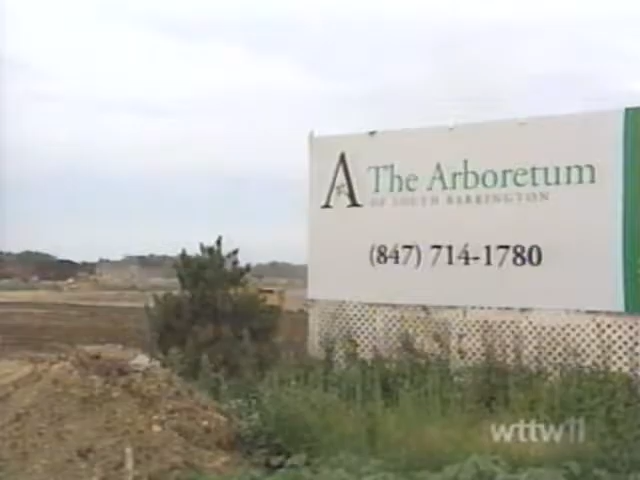 A The Arboretum
OF SOUTH BARRINGTON
(847) 714-1780
wttw11